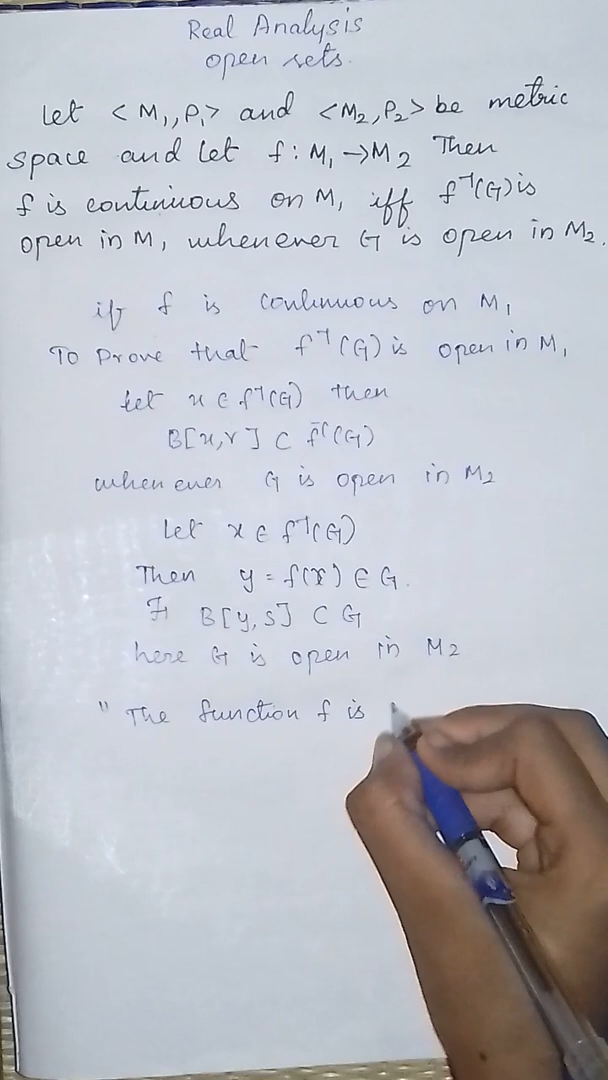 Real Analysis
open sets.
Let <M₁,ρ₁> and <M₂,ρ₂> be metric
space and let f : M₁ → M₂ Then
f is continuous on M₁ iff f⁻¹(G) is
open in M₁ whenever G is open in M₂.
if f is continuous on M₁
To Prove that f⁻¹(G) is open in M₁
Let x ∈ f⁻¹(G) then
B[x,r] ⊂ f⁻¹(G)
whenever G is open in M₂
Let x ∈ f⁻¹(G)
Then y = f(x) ∈ G.
∃ B[y,s] ⊂ G
here G is open in M₂
" The function f is